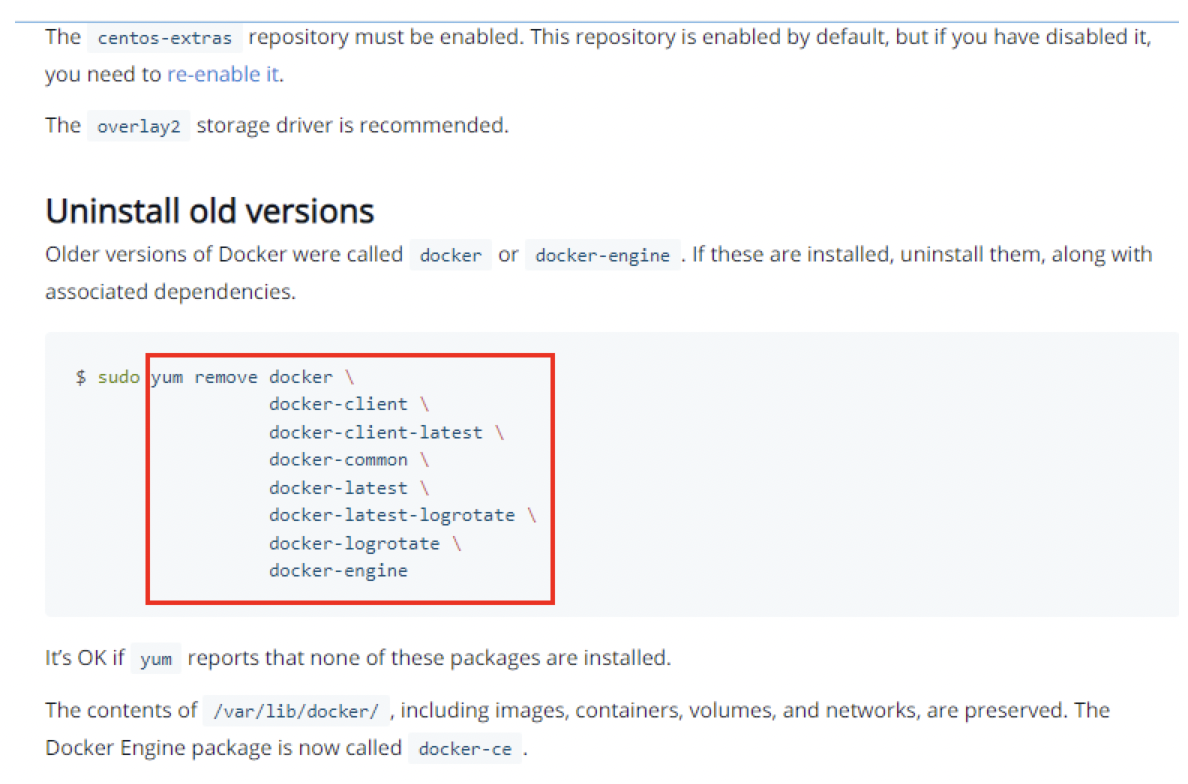 The centos-extras repository must be enabled. This repository is enabled by default, but if you have disabled it,
you need to re-enable it.
The overlay2 storage driver is recommended.
Uninstall old versions
Older versions of Docker were called docker or docker-engine . If these are installed, uninstall them, along with
associated dependencies.
$ sudo yum remove docker \
docker-client \
docker-client-latest \
docker-common \
docker-latest \
docker-latest-logrotate \
docker-logrotate \
docker-engine
It’s OK if yum reports that none of these packages are installed.
The contents of /var/lib/docker/ , including images, containers, volumes, and networks, are preserved. The
Docker Engine package is now called docker-ce .